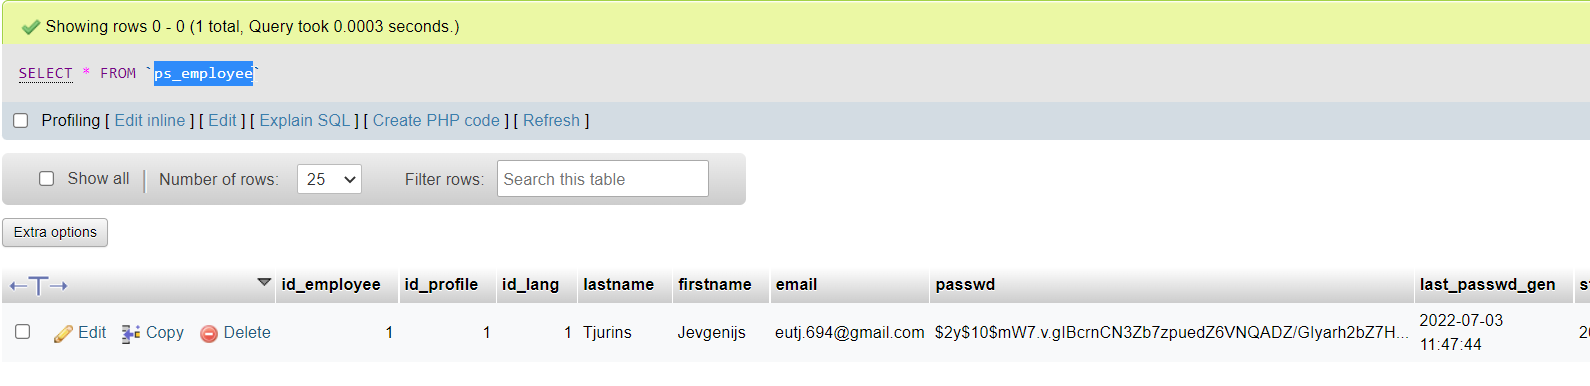 Showing rows 0 - 0 (1 total, Query took 0.0003 seconds.)
SELECT * FROM `ps_employee`
Profiling [ Edit inline ] [ Edit ] [ Explain SQL ] [ Create PHP code ] [ Refresh ]
Show all Number of rows: 25 Filter rows: Search this table
Extra options
id_employee id_profile id_lang lastname firstname email passwd last_passwd_gen
Edit Copy Delete 1 1 1 Tjurins Jevgenijs eutj.694@gmail.com $2y$10$mW7.v.gIBcrnCN3Zb7zpuedZ6VNQADZ/Glyarh2bZ7H... 2022-07-03
11:47:44